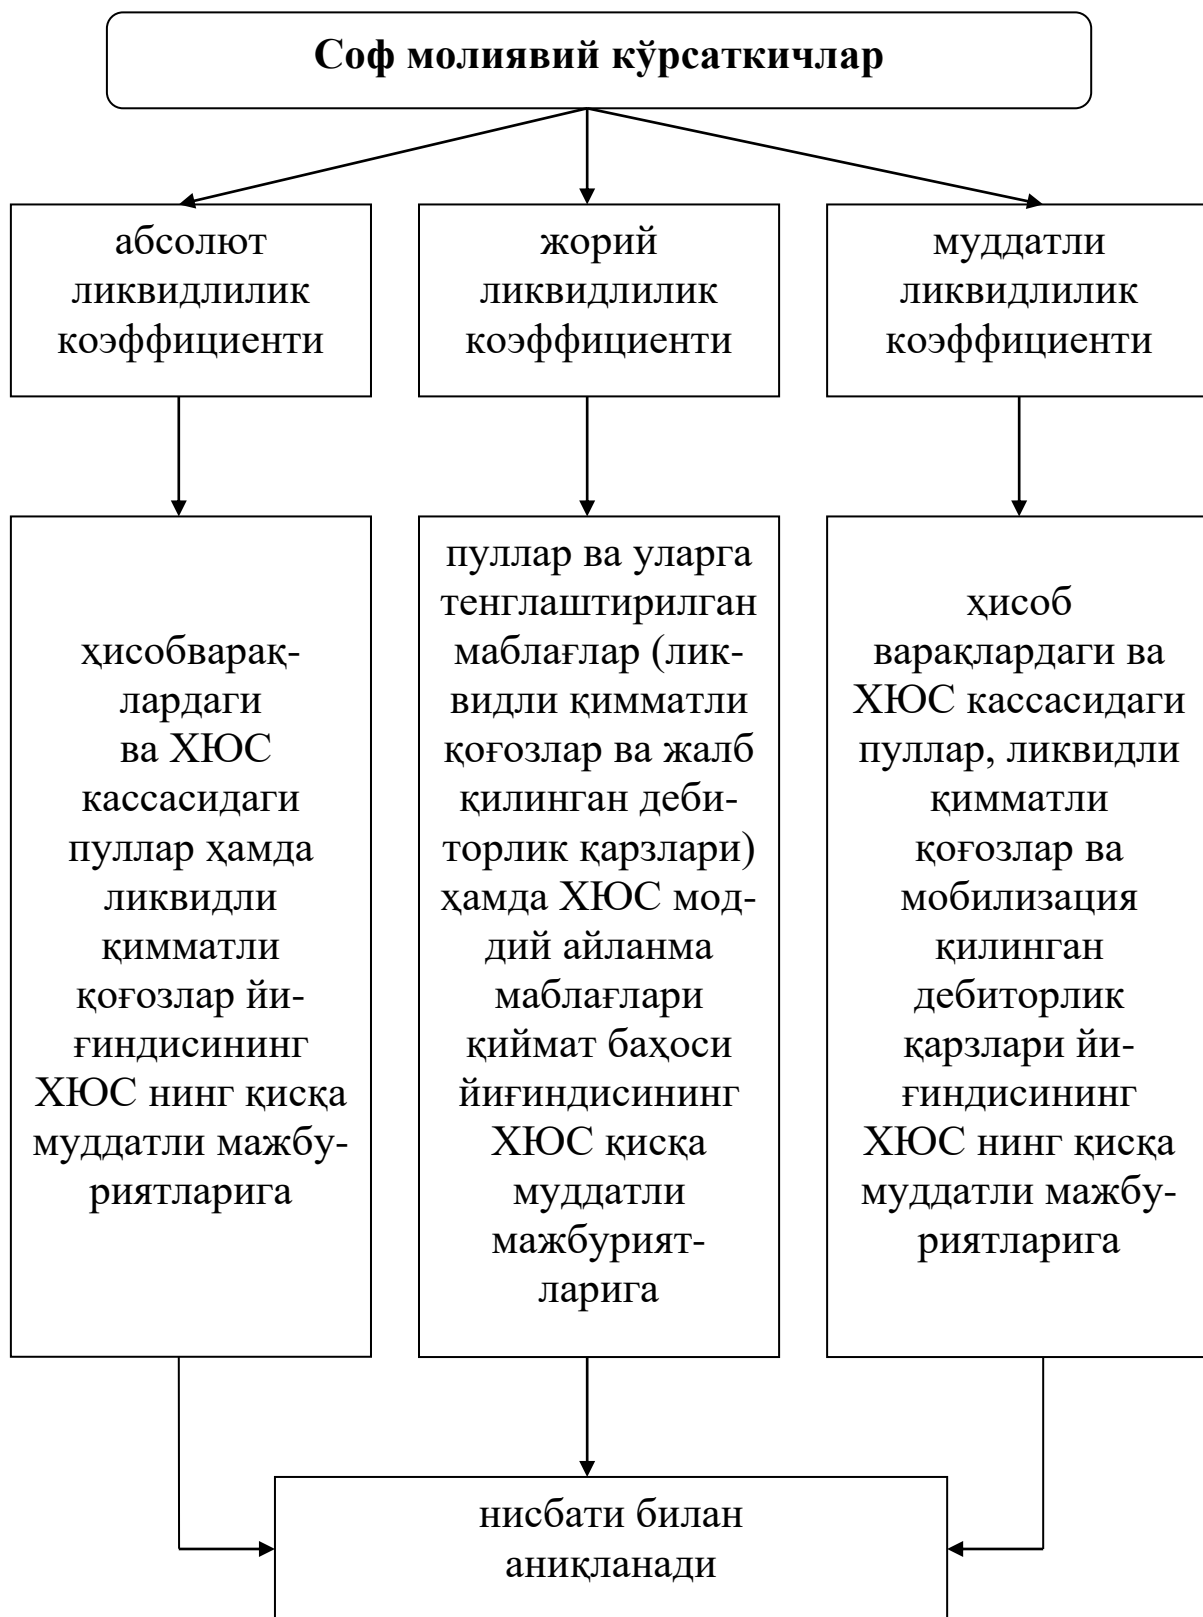 Соф молиявий кўрсаткичлар
абсолют
ликвидлилик
коэффициенти
жорий
ликвидлилик
коэффициенти
муддатли
ликвидлилик
коэффициенти
ҳисобварақ-
лардаги
ва ХЮС
кассасидаги
пуллар ҳамда
ликвидли
қимматли
қоғозлар йи-
ғиндисининг
ХЮС нинг қисқа
муддатли мажбу-
риятларига
пуллар ва уларга
тенглаштирилган
маблағлар (лик-
видли қимматли
қоғозлар ва жалб
қилинган деби-
торлик қарзлари)
ҳамда ХЮС мод-
дий айланма
маблағлари
қиймат баҳоси
йиғиндисининг
ХЮС қисқа
муддатли
мажбурият-
ларига
ҳисоб
варақлардаги ва
ХЮС кассасидаги
пуллар, ликвидли
қимматли
қоғозлар ва
мобилизация
қилинган
дебиторлик
қарзлари йи-
ғиндисининг
ХЮС нинг қисқа
муддатли мажбу-
риятларига
нисбати билан
аниқланади